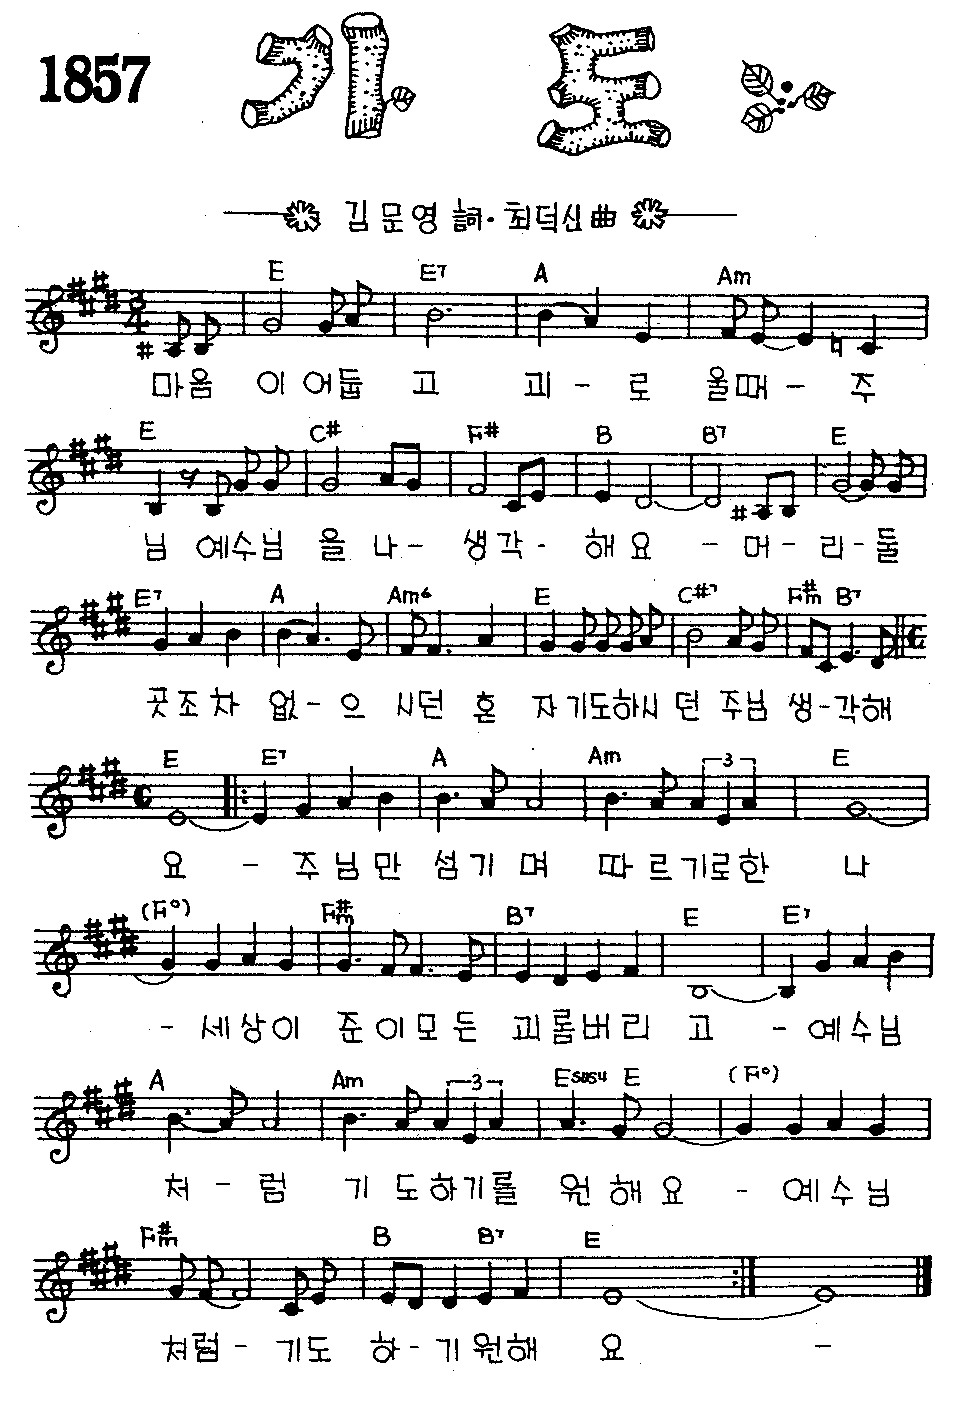 1857
기도
김문영 詞·최덕신 曲
E E7 A Am
마음 이 어둡 고 괴 - 로 울때 - 주
E C# F# B B7 E
님 예수님 을 나 - 생각 - 해 요 - 머 - 리 - 둘
E7 A Am6 E C#7 F#m B7
곳조차 없 - 으 시던 혼 자기도하시 던 주님 생 - 각해
E E7 A Am 3 E
요 - 주님만 섬기 며 따르기로한 나
(F°) F#m B7 E E7
- 세상이 준이모든 괴롬버리 고 - 예수님
A Am 3 Esus4 E (F°)
처 - 럼 기 도하기를 원해요 - 예수님
F#m B B7 E
쳐럼 - 기도 하 - 기원해 요 -